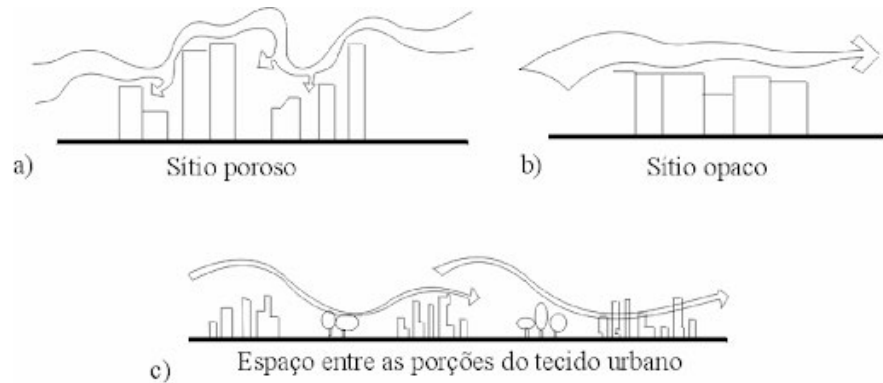 a) Sítio poroso
b) Sítio opaco
c) Espaço entre as porções do tecido urbano